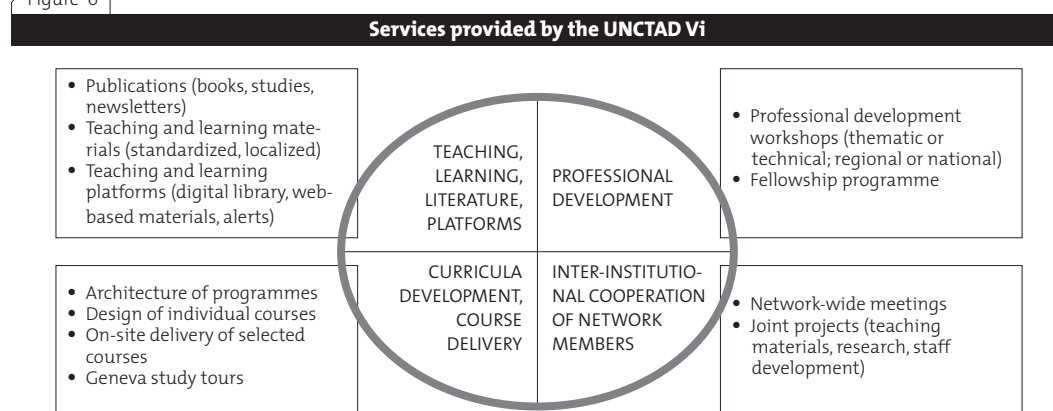 Figure 6
Services provided by the UNCTAD Vi
• Publications (books, studies,
newsletters)
• Teaching and learning mate-
rials (standardized, localized)
• Teaching and learning
platforms (digital library, web-
based materials, alerts)
TEACHING,
LEARNING,
LITERATURE,
PLATFORMS
PROFESSIONAL
DEVELOPMENT
• Professional development
workshops (thematic or
technical; regional or national)
• Fellowship programme
• Architecture of programmes
• Design of individual courses
• On-site delivery of selected
courses
• Geneva study tours
CURRICULA
DEVELOPMENT,
COURSE
DELIVERY
INTER-INSTITUTIO-
NAL COOPERATION
OF NETWORK
MEMBERS
• Network-wide meetings
• Joint projects (teaching
materials, research, staff
development)